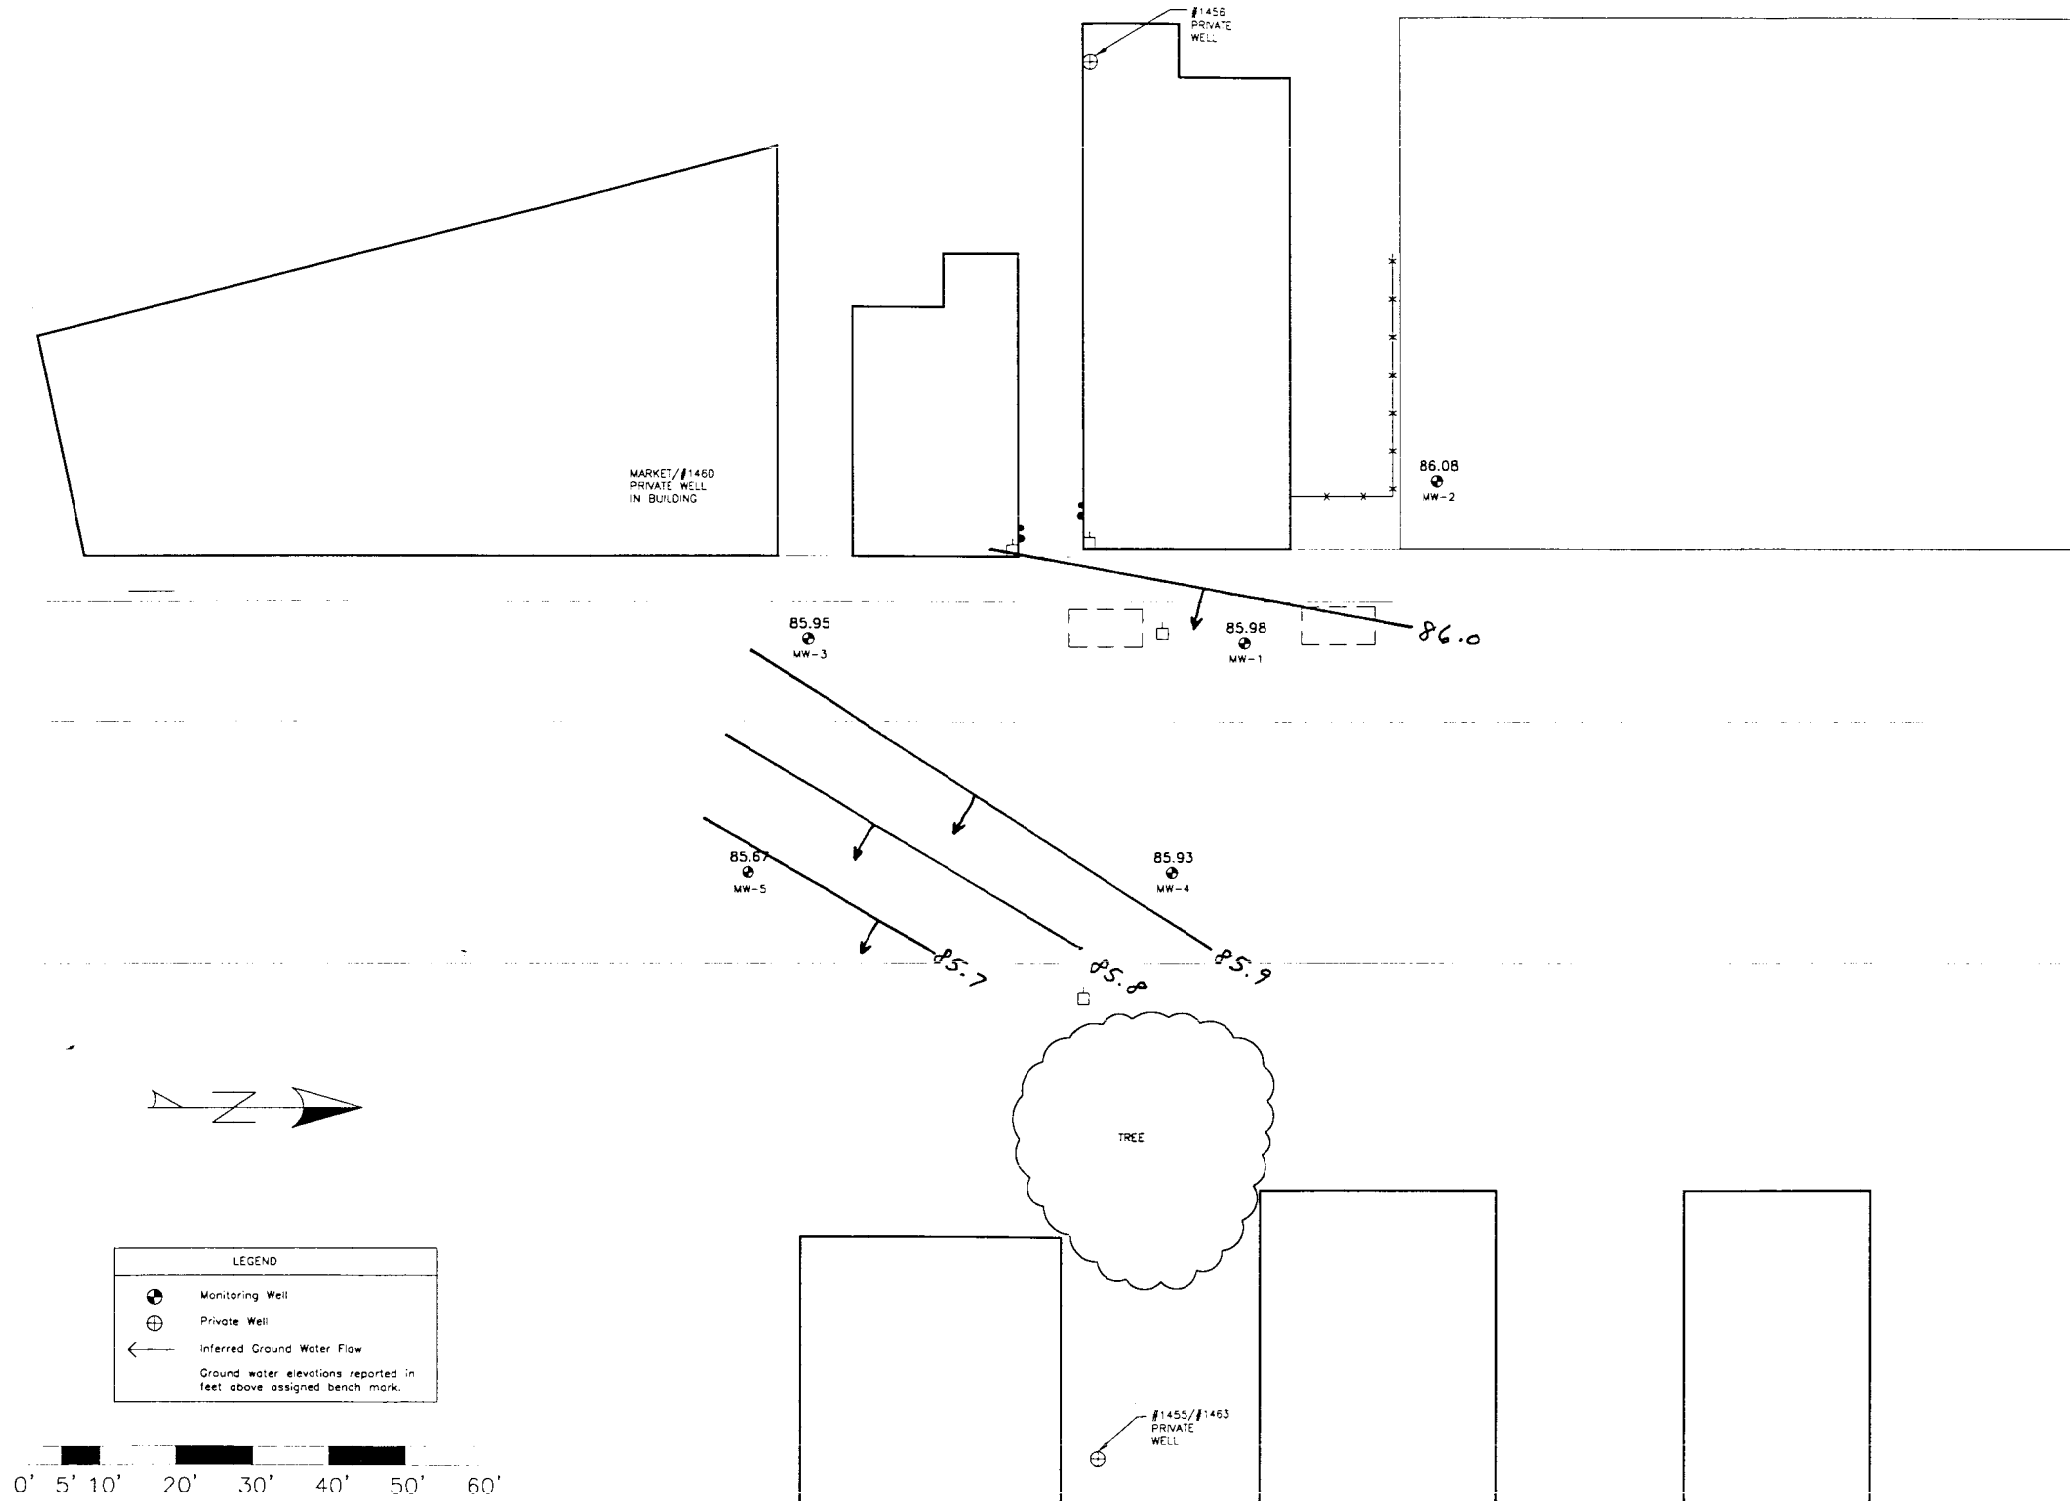 #1456
PRIVATE
WELL
MARKET/#1460
PRIVATE WELL
IN BUILDING
86.08
MW-2
85.95
MW-3
85.98
MW-1
86.0
85.67
MW-5
85.93
MW-4
85.7
85.8
85.9
N
TREE
LEGEND
Monitoring Well
Private Well
Inferred Ground Water Flow
Ground water elevations reported in
feet above assigned bench mark.
#1455/#1463
PRIVATE
WELL
0' 5' 10' 20' 30' 40' 50' 60'